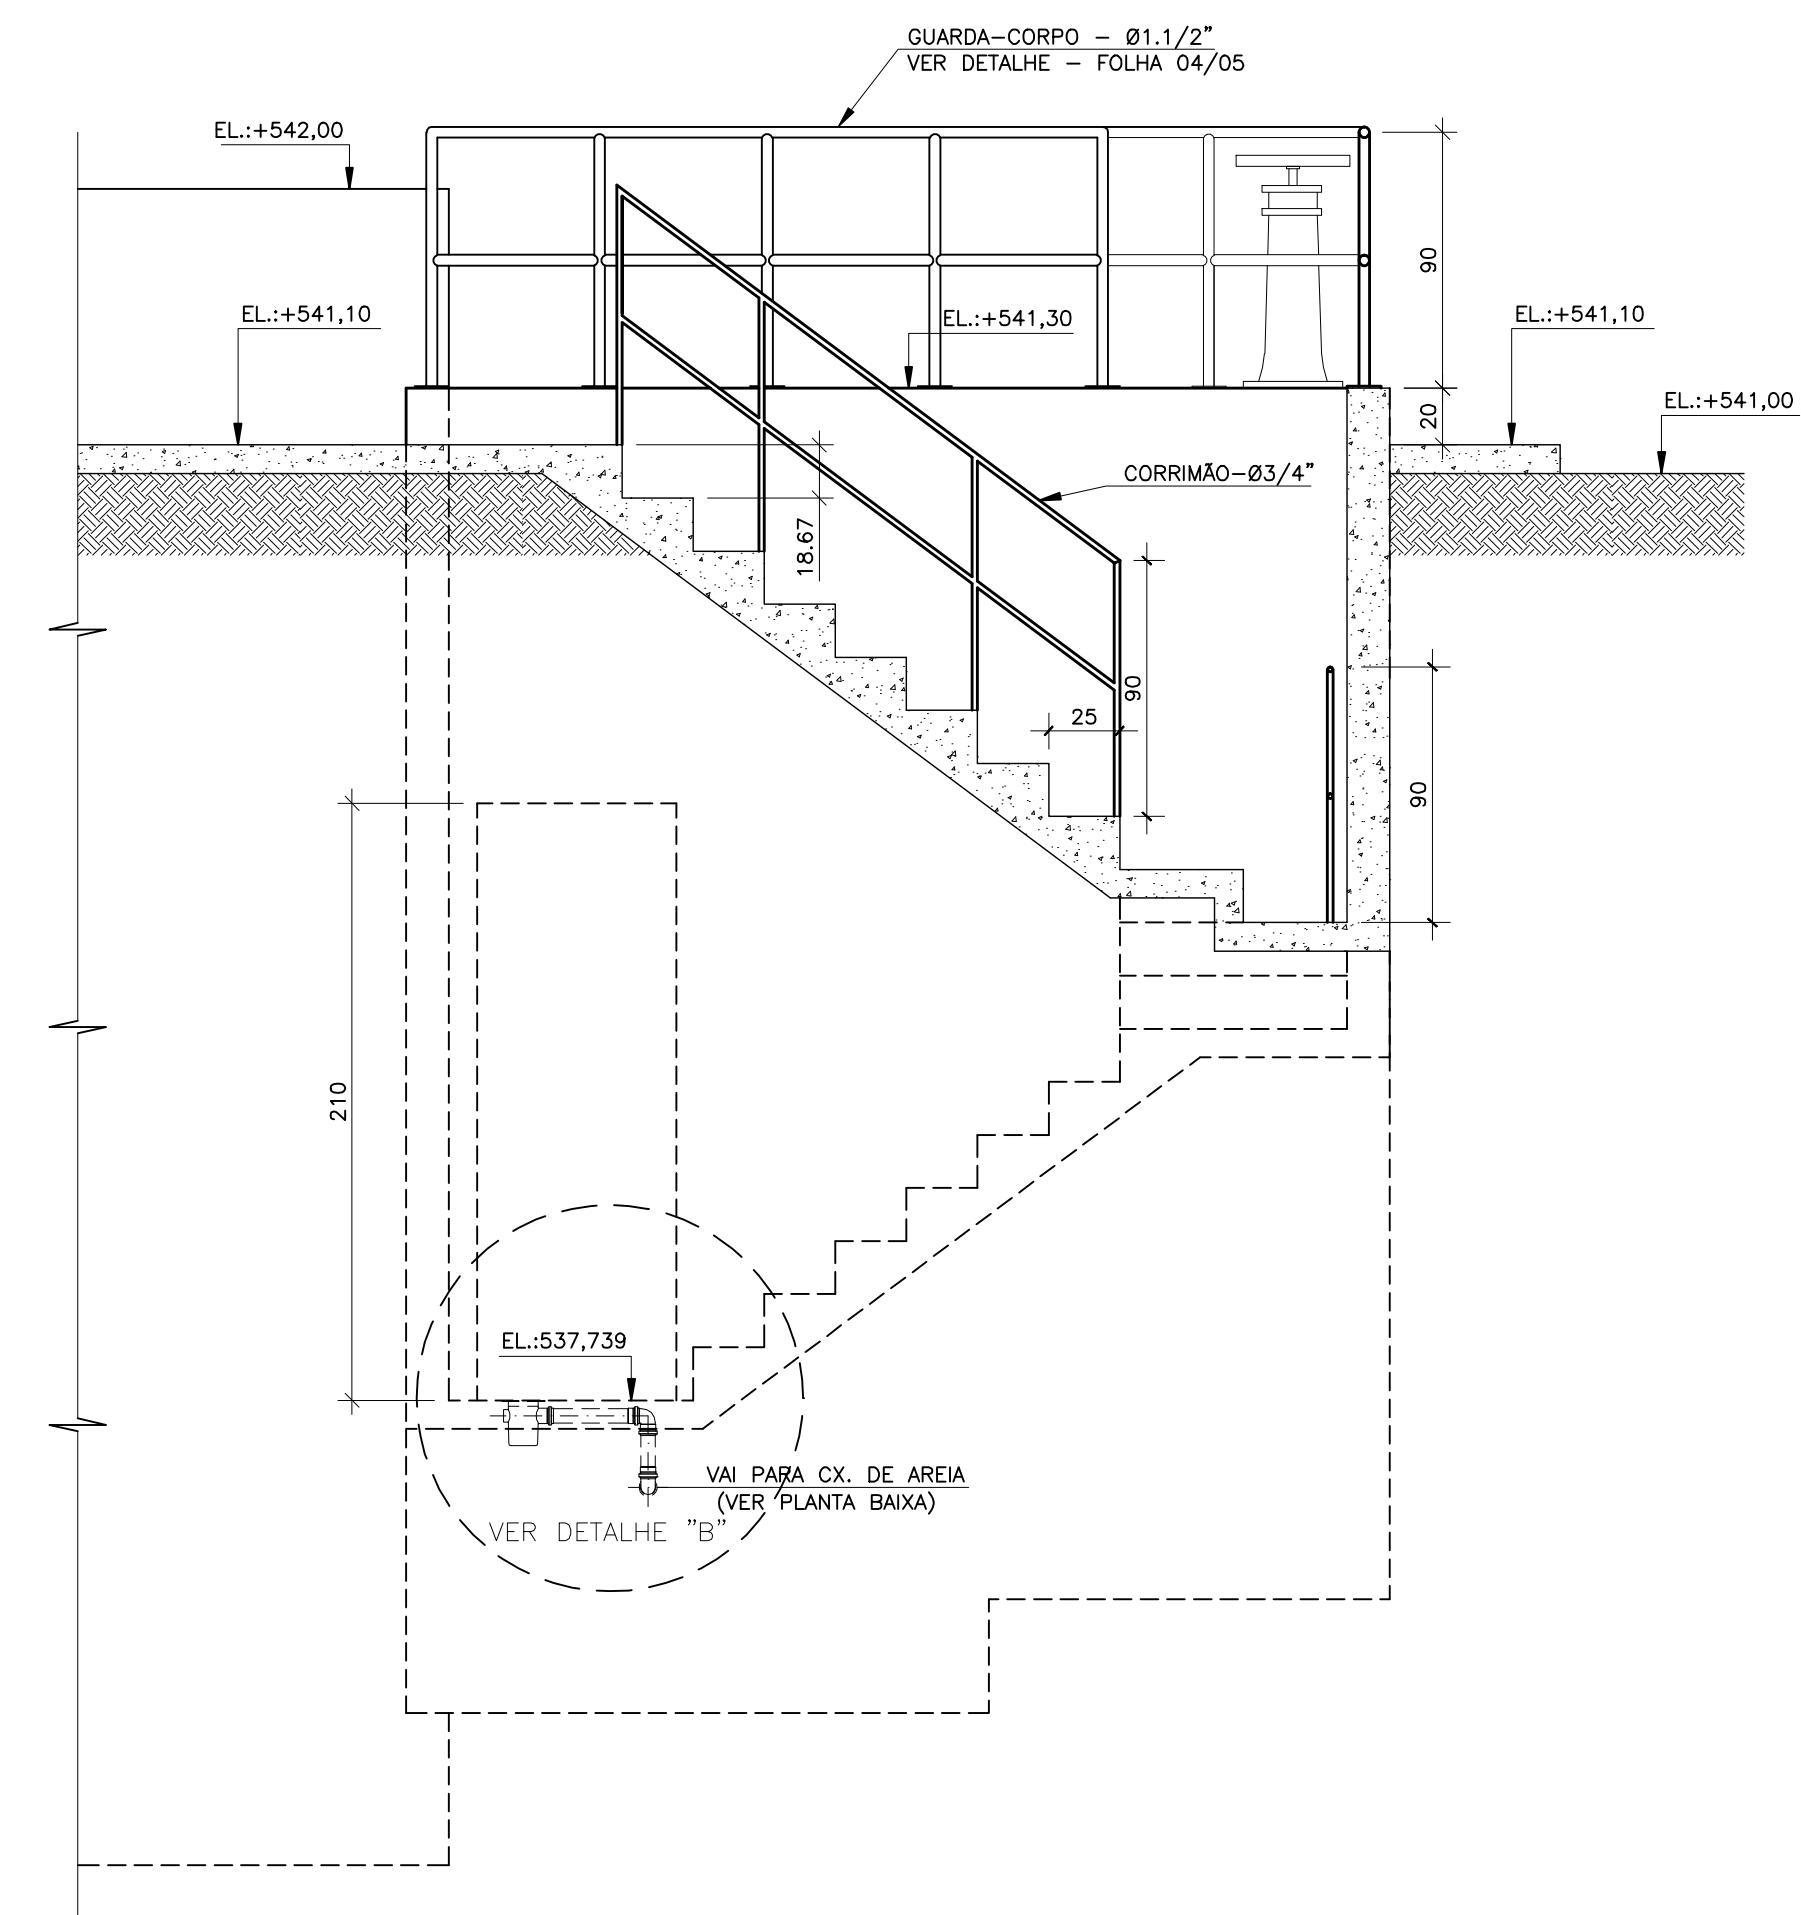 GUARDA-CORPO - Ø1.1/2"
VER DETALHE - FOLHA 04/05
EL.:+542,00
EL.:+541,10
EL.:+541,30
90
EL.:+541,10
20
EL.:+541,00
CORRIMÃO-Ø3/4"
18.67
90
25
90
210
EL.:537,739
VAI PARA CX. DE AREIA
(VER PLANTA BAIXA)
VER DETALHE "B"